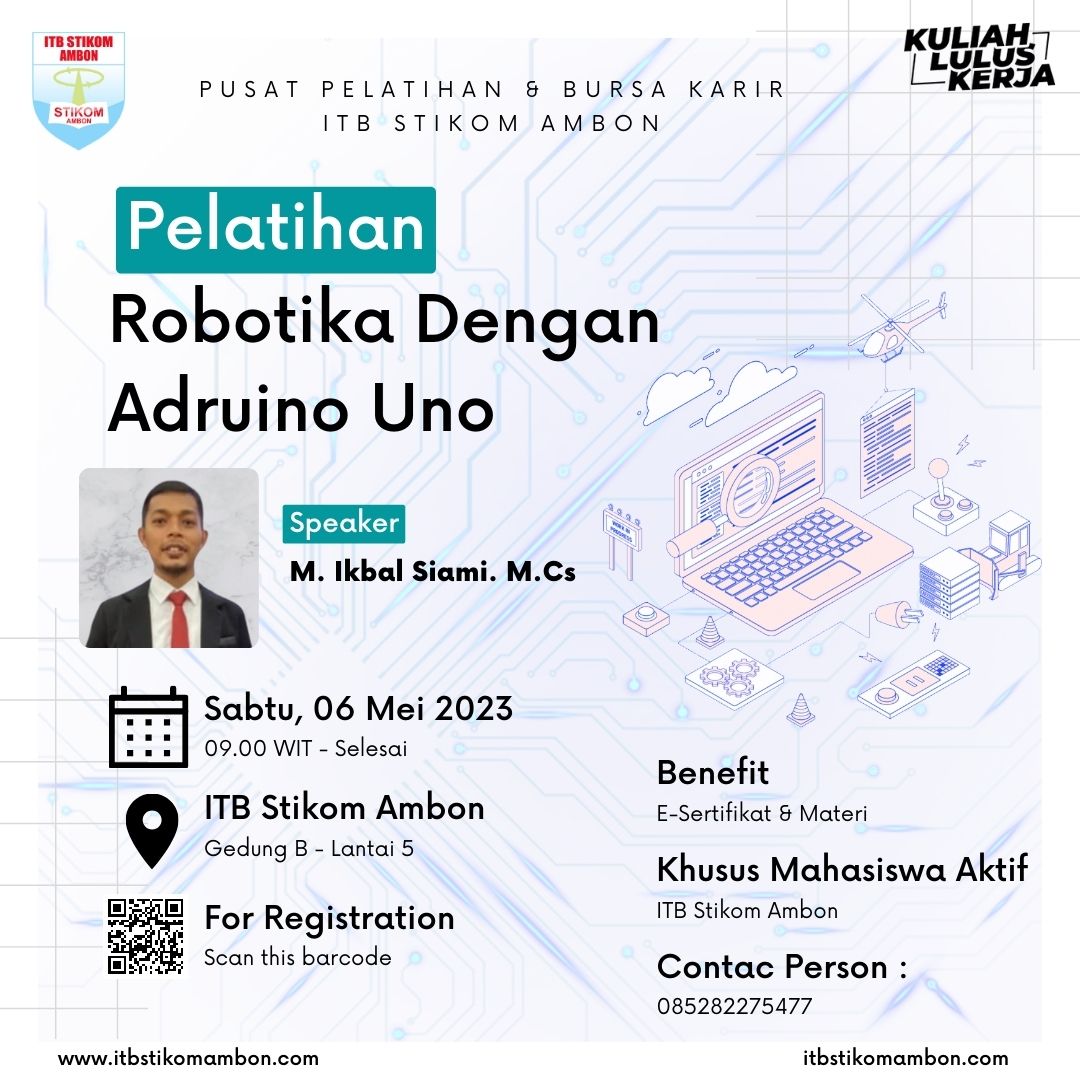 ITB STIKOM
AMBON
STIKOM
AMBON
KULIAH
LULUS
KERJA
PUSAT PELATIHAN & BURSA KARIR
ITB STIKOM AMBON
Pelatihan
Robotika Dengan
Adruino Uno
WORK IN
PROGRESS
Speaker
M. Ikbal Siami. M.Cs
Sabtu, 06 Mei 2023
09.00 WIT - Selesai
ITB Stikom Ambon
Gedung B - Lantai 5
For Registration
Scan this barcode
Benefit
E-Sertifikat & Materi
Khusus Mahasiswa Aktif
ITB Stikom Ambon
Contac Person :
085282275477
www.itbstikomambon.com
itbstikomambon.com